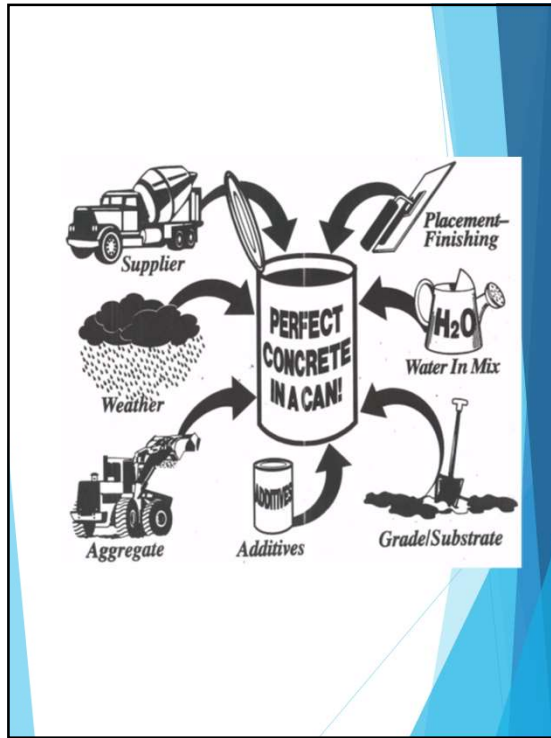 Supplier
Placement–
Finishing
PERFECT
CONCRETE
IN A CAN!
H2O
Water In Mix
Weather
ADDITIVES
Aggregate
Additives
Grade/Substrate